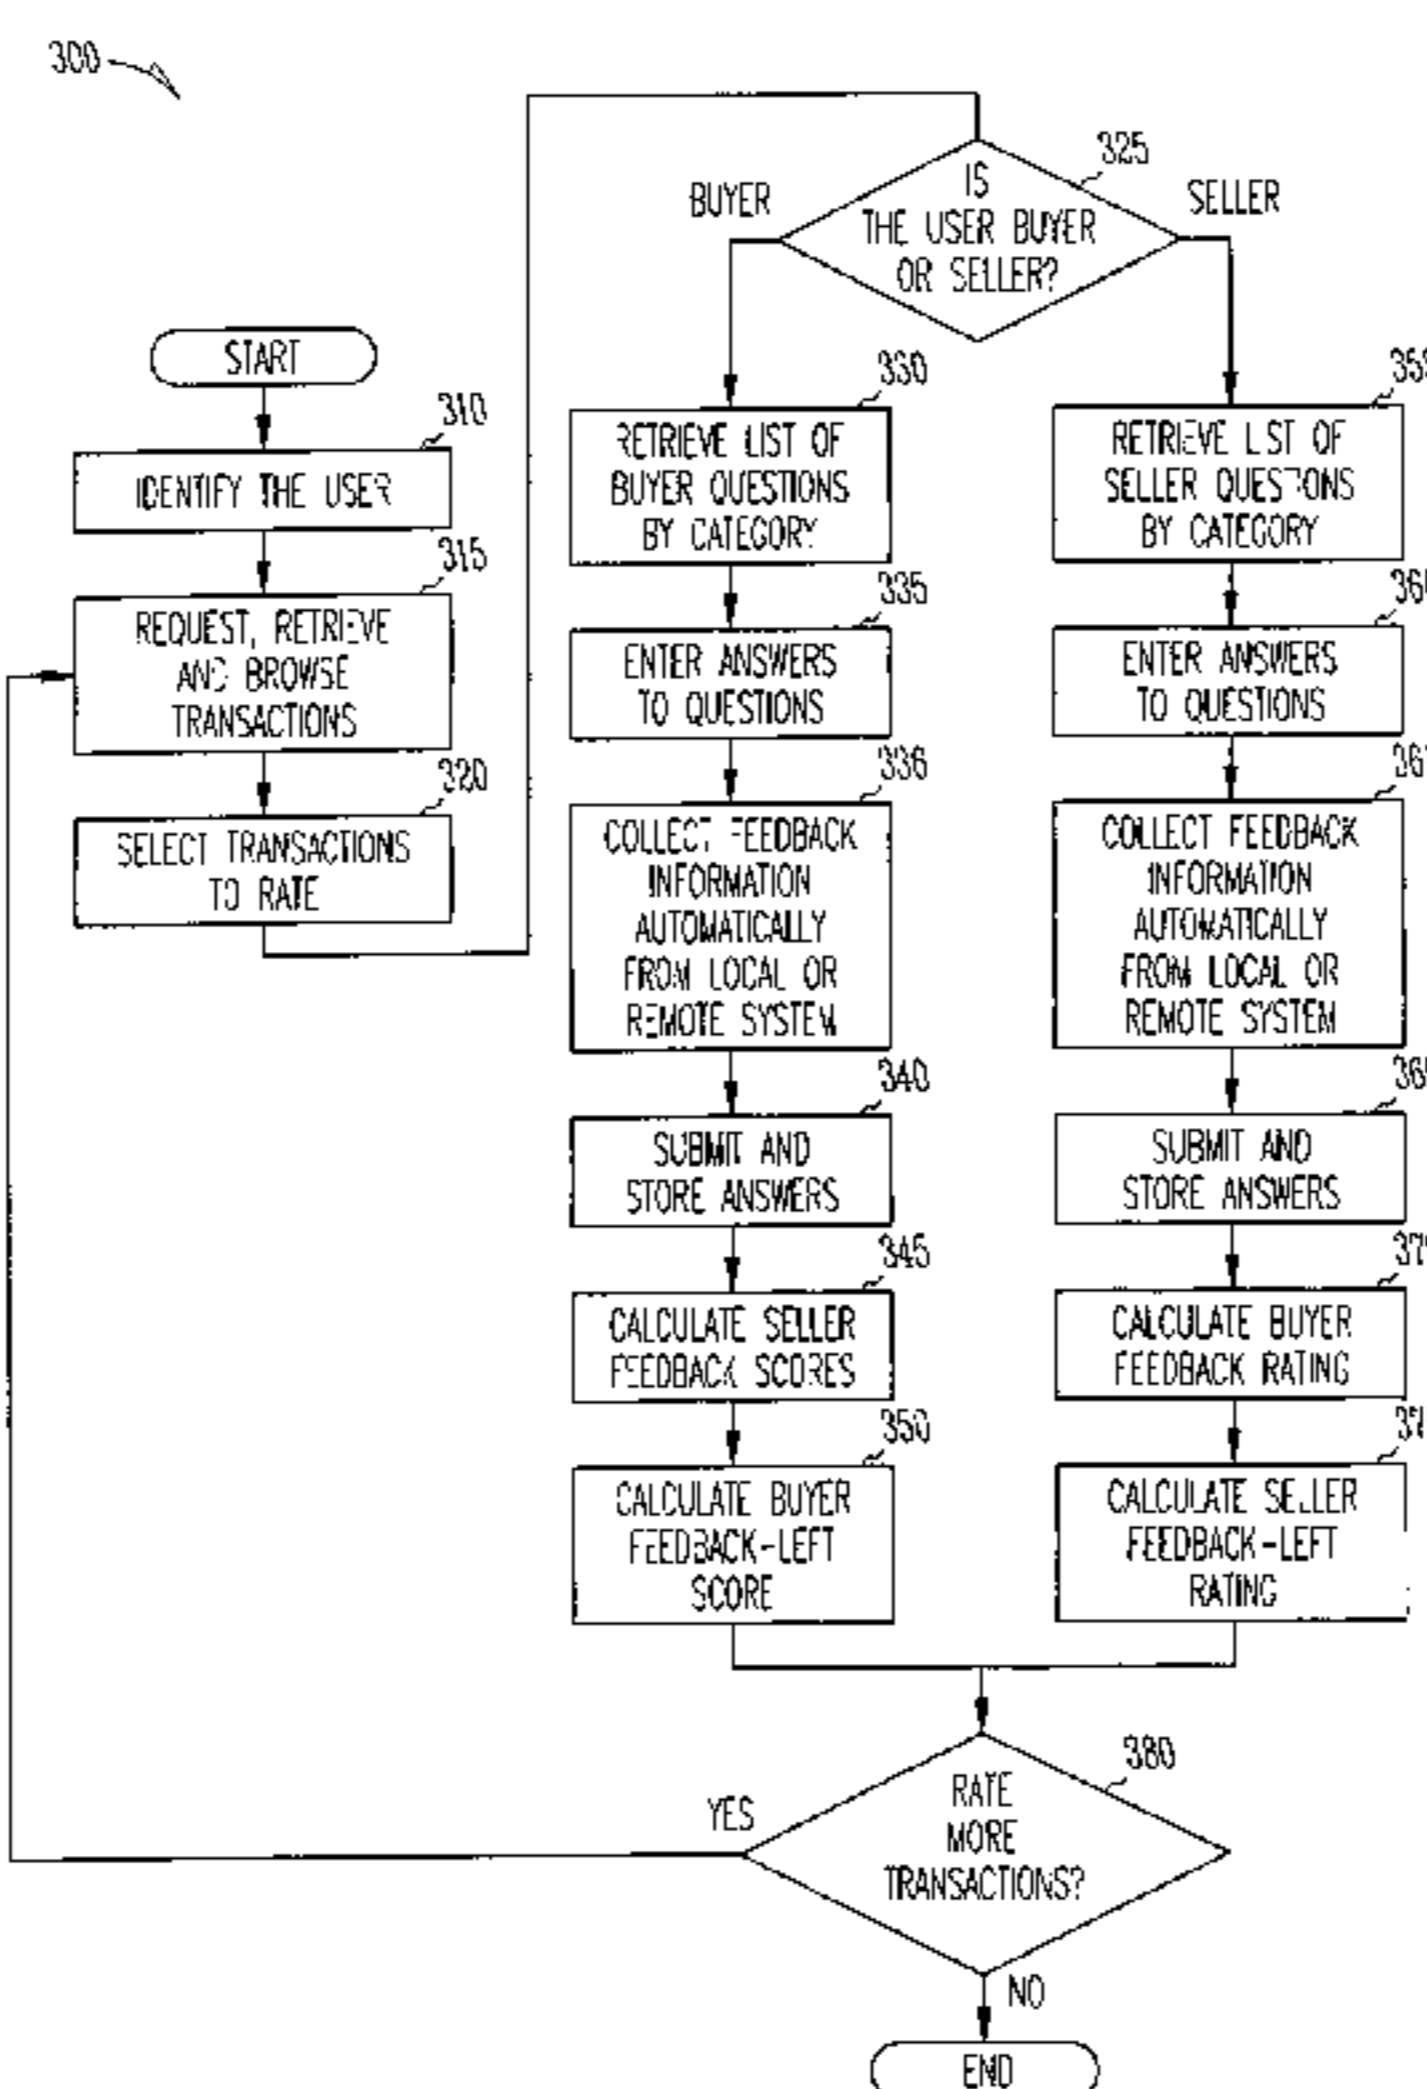 300
START
310
IDENTIFY THE USER
315
REQUEST, RETRIEVE
AND BROWSE
TRANSACTIONS
320
SELECT TRANSACTIONS
TO RATE
325
IS
THE USER BUYER
OR SELLER?
BUYER
SELLER
330
RETRIEVE LIST OF
BUYER QUESTIONS
BY CATEGORY
335
ENTER ANSWERS
TO QUESTIONS
336
COLLECT FEEDBACK
INFORMATION
AUTOMATICALLY
FROM LOCAL OR
REMOTE SYSTEM
340
SUBMIT AND
STORE ANSWERS
345
CALCULATE SELLER
FEEDBACK SCORES
350
CALCULATE BUYER
FEEDBACK-LEFT
SCORE
RETRIEVE LIST OF
SELLER QUESTIONS
BY CATEGORY
ENTER ANSWERS
TO QUESTIONS
COLLECT FEEDBACK
INFORMATION
AUTOMATICALLY
FROM LOCAL OR
REMOTE SYSTEM
SUBMIT AND
STORE ANSWERS
CALCULATE BUYER
FEEDBACK RATING
CALCULATE SELLER
FEEDBACK-LEFT
RATING
380
RATE
MORE
TRANSACTIONS?
YES
NO
END